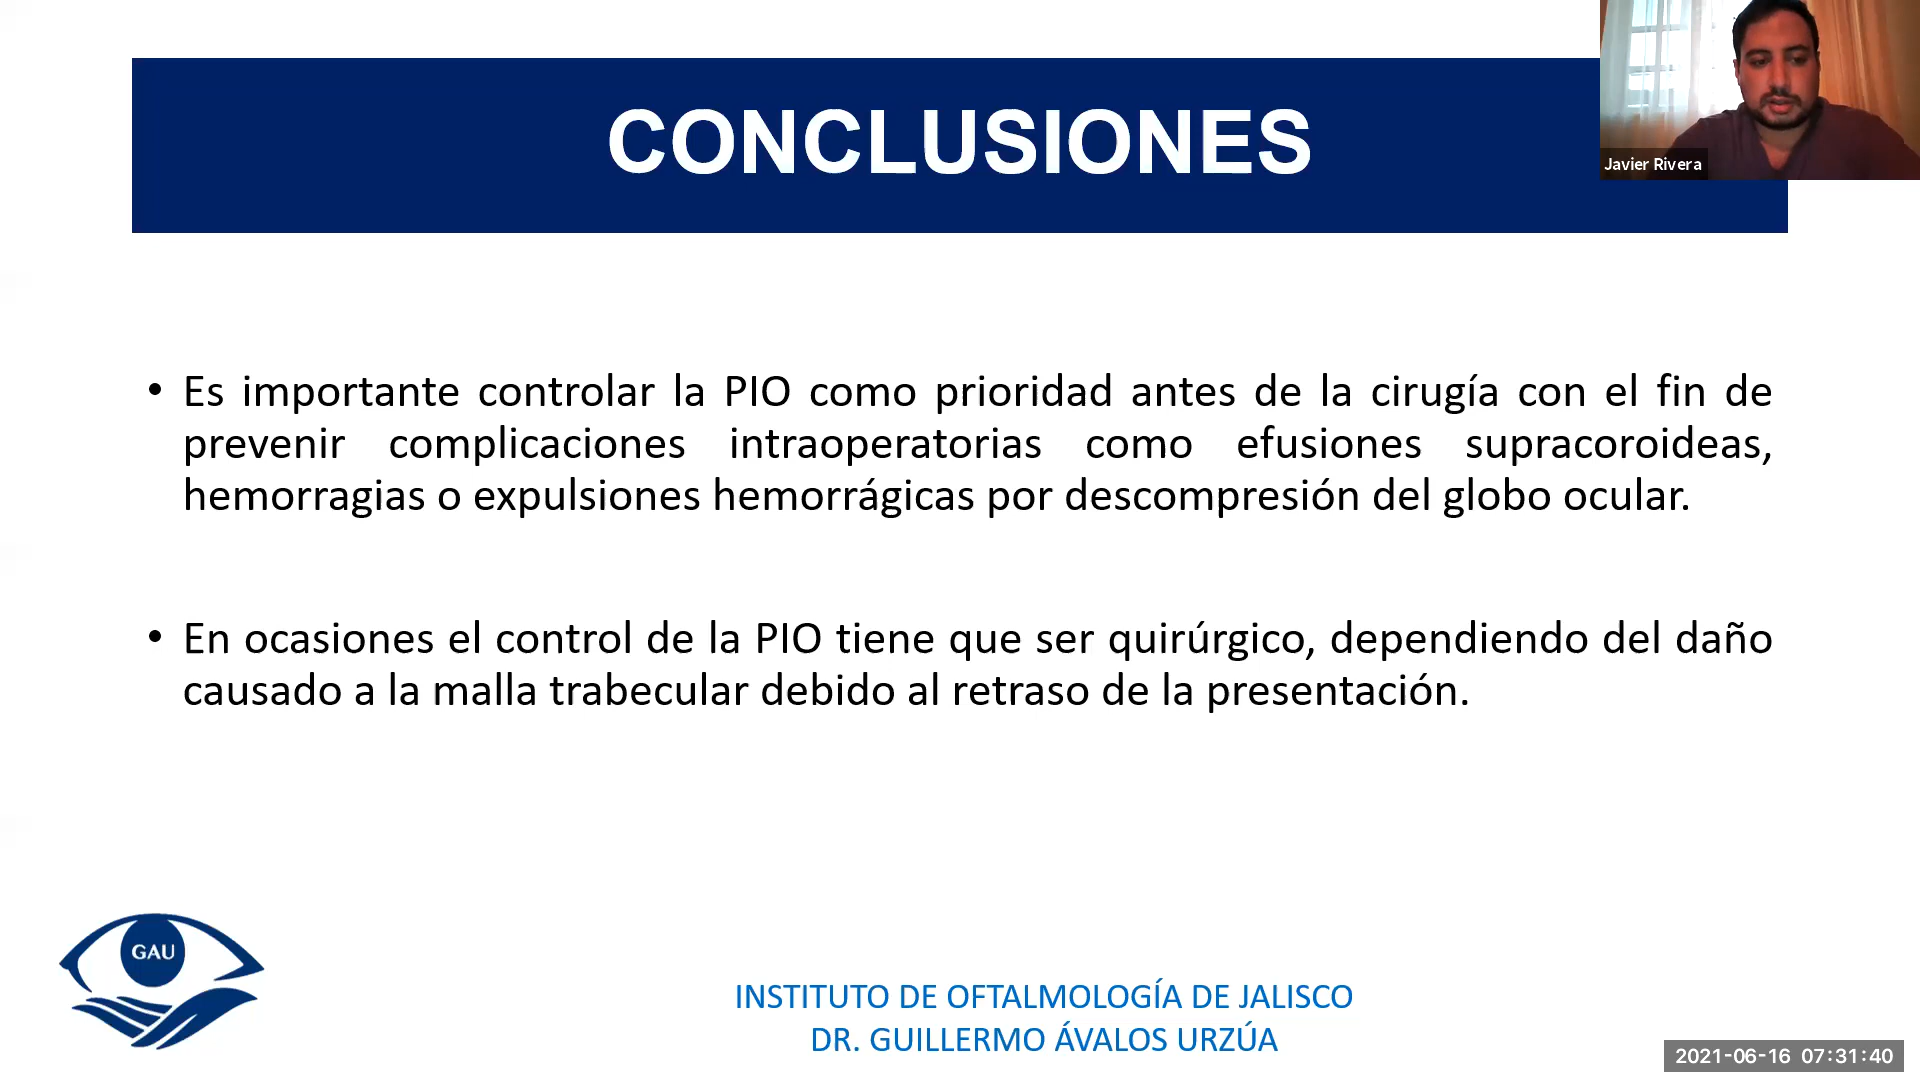 CONCLUSIONES
Javier Rivera
• Es importante controlar la PIO como prioridad antes de la cirugía con el fin de
prevenir complicaciones intraoperatorias como efusiones supracoroideas,
hemorragias o expulsiones hemorrágicas por descompresión del globo ocular.
• En ocasiones el control de la PIO tiene que ser quirúrgico, dependiendo del daño
causado a la malla trabecular debido al retraso de la presentación.
GAU
INSTITUTO DE OFTALMOLOGÍA DE JALISCO
DR. GUILLERMO ÁVALOS URZÚA
2021-06-16 07:31:40